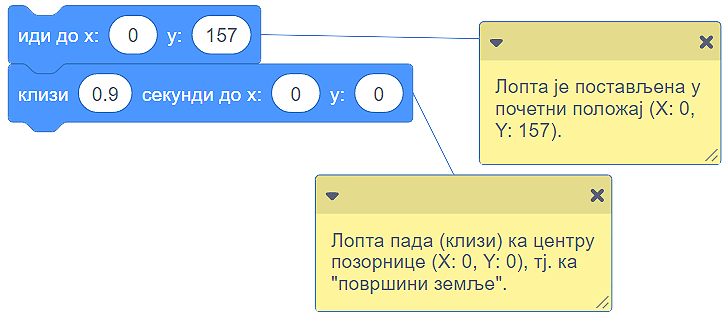 иди до x: 0 y: 157
клизи 0.9 секунди до x: 0 y: 0
Лопта је постављена у
почетни положај (X: 0,
Y: 157).
Лопта пада (клизи) ка центру
позорнице (X: 0, Y: 0), тј. ка
"површини земље".